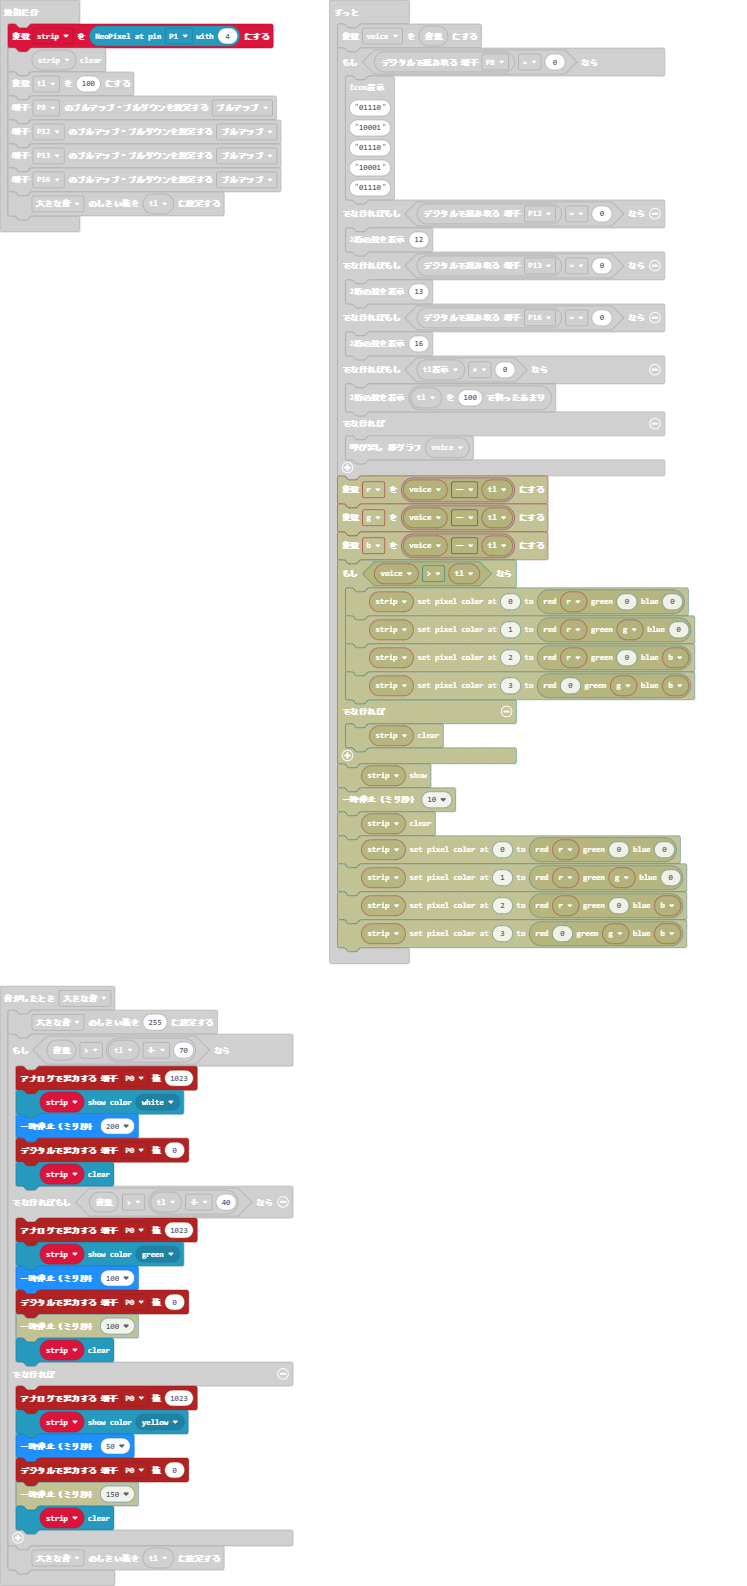 最初だけ
変数 strip を NeoPixel at pin P1 with 4 にする
strip clear
変数 tl を 100 にする
端子 P8 のプルアップ・プルダウンを設定する プルアップ
端子 P12 のプルアップ・プルダウンを設定する プルアップ
端子 P13 のプルアップ・プルダウンを設定する プルアップ
端子 P16 のプルアップ・プルダウンを設定する プルアップ
大きな音 のしきい値を tl に設定する
ずっと
変数 voice を 音量 にする
もし デジタルで読み取る 端子 P8 = 0 なら
Icon表示
"01110"
"10001"
"01110"
"10001"
"01110"
でなければもし デジタルで読み取る 端子 P12 = 0 なら
2桁の数を表示 12
でなければもし デジタルで読み取る 端子 P13 = 0 なら
2桁の数を表示 13
でなければもし デジタルで読み取る 端子 P16 = 0 なら
2桁の数を表示 16
でなければもし tl表示 ≠ 0 なら
2桁の数を表示 tl を 100 で割ったあまり
でなければ
呼び出し 棒グラフ voice
変数 r を voice － tl にする
変数 g を voice － tl にする
変数 b を voice － tl にする
もし voice > tl なら
strip set pixel color at 0 to red r green 0 blue 0
strip set pixel color at 1 to red r green g blue 0
strip set pixel color at 2 to red r green 0 blue b
strip set pixel color at 3 to red 0 green g blue b
でなければ
strip clear
strip show
一時停止（ミリ秒） 10
strip clear
strip set pixel color at 0 to red r green 0 blue 0
strip set pixel color at 1 to red r green g blue 0
strip set pixel color at 2 to red r green 0 blue b
strip set pixel color at 3 to red 0 green g blue b
音がしたとき 大きな音
大きな音 のしきい値を 255 に設定する
もし 音量 > tl + 70 なら
アナログで出力する 端子 P0 値 1023
strip show color white
一時停止（ミリ秒） 200
デジタルで出力する 端子 P0 値 0
strip clear
でなければもし 音量 > tl + 40 なら
アナログで出力する 端子 P0 値 1023
strip show color green
一時停止（ミリ秒） 100
デジタルで出力する 端子 P0 値 0
一時停止（ミリ秒） 100
strip clear
でなければ
アナログで出力する 端子 P0 値 1023
strip show color yellow
一時停止（ミリ秒） 50
デジタルで出力する 端子 P0 値 0
一時停止（ミリ秒） 150
strip clear
大きな音 のしきい値を tl に設定する